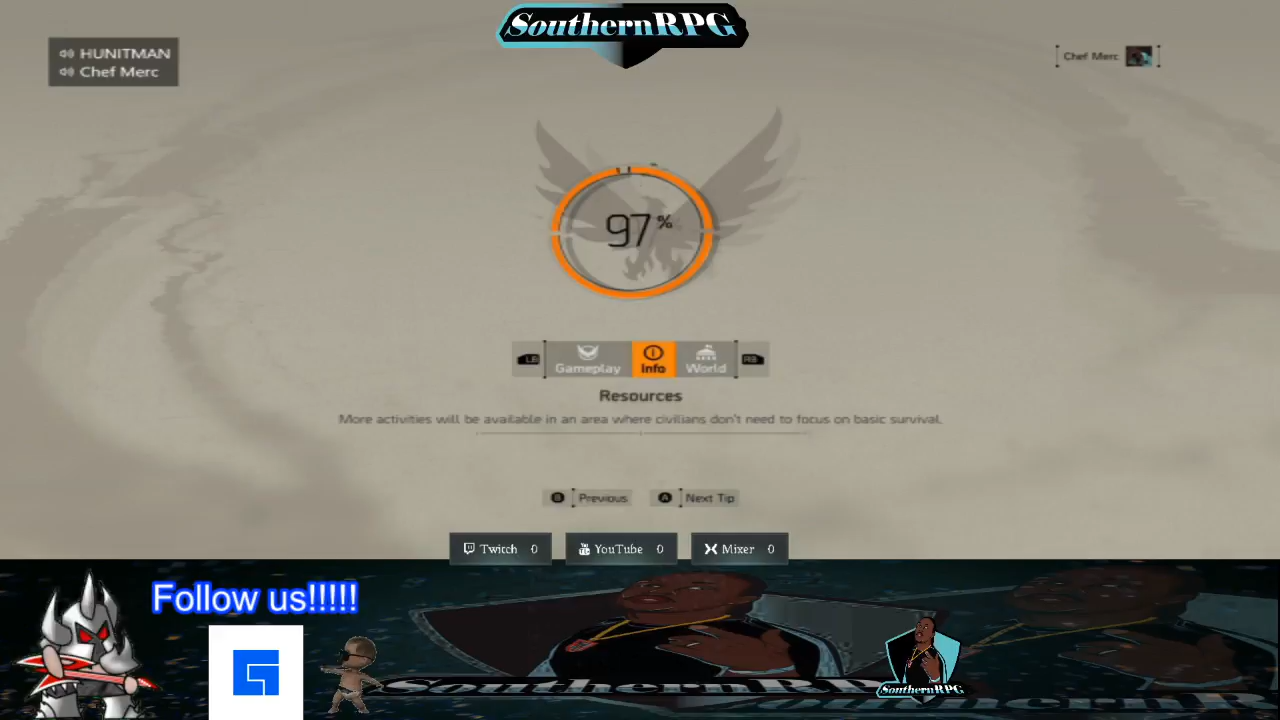 SouthernRPG
HUNITMAN
Chef Merc
Chef Merc
97%
LB
Gameplay
Info
World
RB
Resources
More activities will be available in an area where civilians don't need to focus on basic survival.
B Previous
A Next Tip
Twitch 0
YouTube 0
Mixer 0
Follow us!!!!!
SouthernRP
SouthernRPG